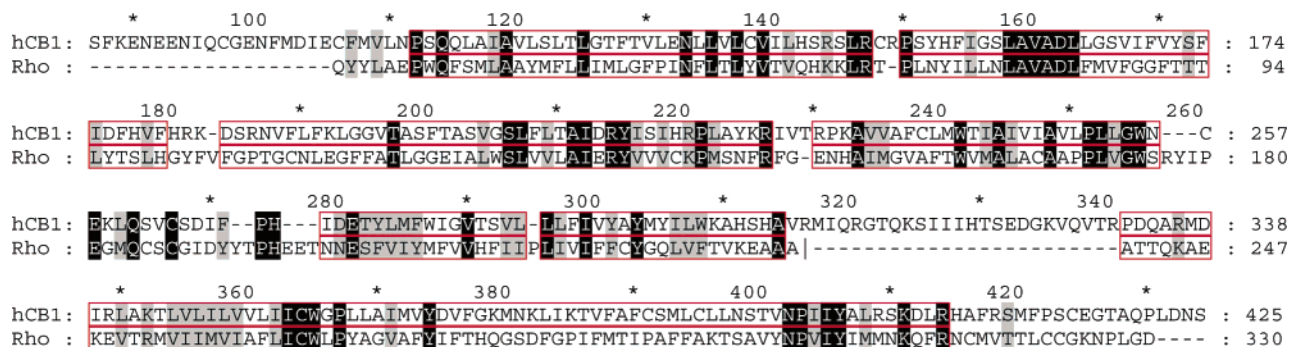 * 100 * 120 * 140 * 160 *
hCB1: SFKENEENIQCGENFMDIECFMVLNPSQQLAIAVLSLTLGTFTVLENLLVLCVILHSRSLRCRPSYHFIGSLAVADLLGSVIFVYSF : 174
Rho : -------------------QYYLAEPWQFSMLAAYMFLLIMLGFPINFLTLYVTVQHKKLRT-PLNYILLNLAVADLFMVFGGFTTT : 94
180 * 200 * 220 * 240 * 260
hCB1: IDFHVFHRK-DSRNVFLFKLGGVTASFTASVGSLFLTAIDRYISIHRPLAYKRIVTRPKAVVAFCLMWTIAIVIAVLPLLGWN---C : 257
Rho : LYTSLHGYFVFGPTGCNLEGFFATLGGEIALWSLVVLAIERYVVVCKPMSNFRFG-ENHAIMGVAFTWVMALACAAPPLVGWSRYIP : 180
* 280 * 300 * 320 * 340
hCB1: EKLQSVCSDIF--PH---IDETYLMFWIGVTSVL-LLFIVYAYMYILWKAHSHAVRMIQRGTQKSIIIHTSEDGKVQVTRPDQARMD : 338
Rho : EGMQCSCGIDYYTPHEETNNESFVIYMFVVHFIIPLIVIFFCYGQLVFTVKEAAA|---------------------ATTQKAE : 247
* 360 * 380 * 400 * 420 *
hCB1: IRLAKTLVLILVVLIICWGPLLAIMVYDVFGKMNKLIKTVFAFCSMLCLLNSTVNPIIYALRSKDLRHAFRSMFPSCEGTAQPLDNS : 425
Rho : KEVTRMVIIMVIAFLICWLPYAGVAFYIFTHQGSDFGPIFMTIPAFFAKTSAVYNPVIYIMMNKQFRNCMVTTLCCGKNPLGD---- : 330